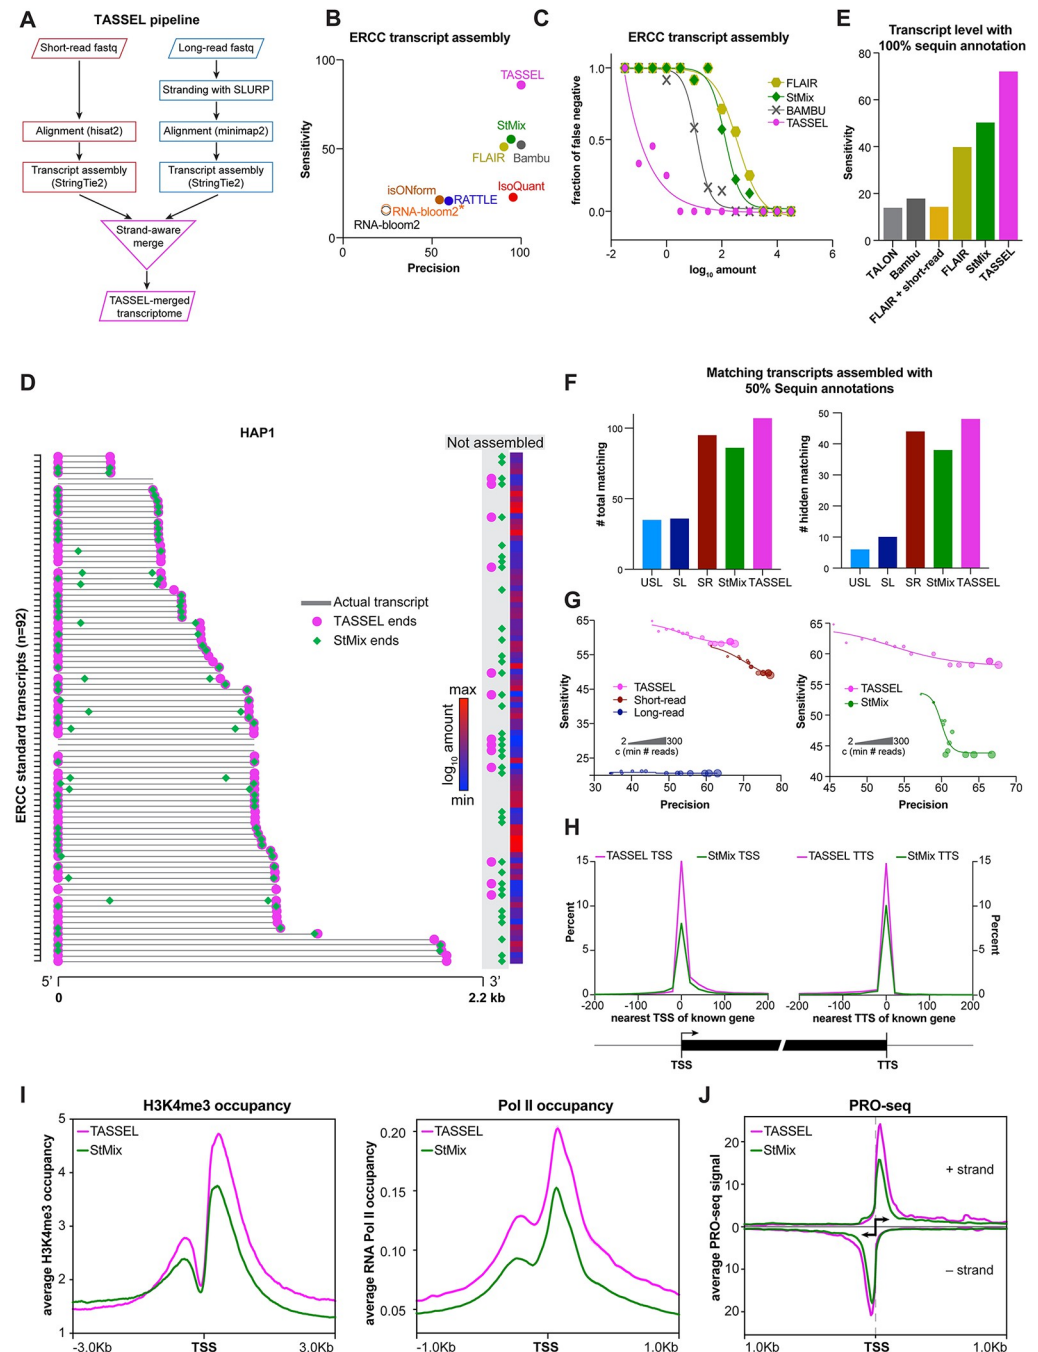 A
TASSEL pipeline
Short-read fastq
Long-read fastq
Stranding with SLURP
Alignment (hisat2)
Alignment (minimap2)
Transcript assembly
(StringTie2)
Transcript assembly
(StringTie2)
Strand-aware
merge
TASSEL-merged
transcriptome
B
ERCC transcript assembly
Sensitivity
100
50
0
0
50
100
Precision
TASSEL
StMix
FLAIR
Bambu
isONform
RATTLE
IsoQuant
RNA-bloom2*
RNA-bloom2
C
ERCC transcript assembly
fraction of false negative
1.0
0.5
0.0
-2
0
2
4
6
log10 amount
FLAIR
StMix
BAMBU
TASSEL
E
Transcript level with
100% sequin annotation
Sensitivity
80
60
40
20
0
TALON
Bambu
FLAIR + short-read
FLAIR
StMix
TASSEL
D
HAP1
Not assembled
ERCC standard transcripts (n=92)
Actual transcript
TASSEL ends
StMix ends
max
log10 amount
min
5'
3'
0
2.2 kb
F
Matching transcripts assembled with
50% Sequin annotations
# total matching
100
50
0
USL SL SR StMix TASSEL
# hidden matching
50
40
30
20
10
0
USL SL SR StMix TASSEL
G
Sensitivity
65
55
45
35
25
30 40 50 60 70 80
Precision
TASSEL
Short-read
Long-read
2 300
c (min # reads)
Sensitivity
65
60
55
50
45
40
45 50 55 60 65 70
Precision
TASSEL
StMix
2 300
c (min # reads)
H
TASSEL TSS
StMix TSS
TASSEL TTS
StMix TTS
Percent
15
10
5
0
-200 -100 0 100 200
nearest TSS of known gene
15
10
5
0
Percent
-200 -100 0 100 200
nearest TTS of known gene
TSS
TTS
I
H3K4me3 occupancy
average H3K4me3 occupancy
TASSEL
StMix
5
4
3
2
1
-3.0Kb TSS 3.0Kb
Pol II occupancy
average RNA Pol II occupancy
TASSEL
StMix
0.20
0.15
0.10
0.05
-1.0Kb TSS 1.0Kb
J
PRO-seq
average PRO-seq signal
TASSEL
StMix
20
10
0
10
20
+ strand
– strand
1.0Kb TSS 1.0Kb